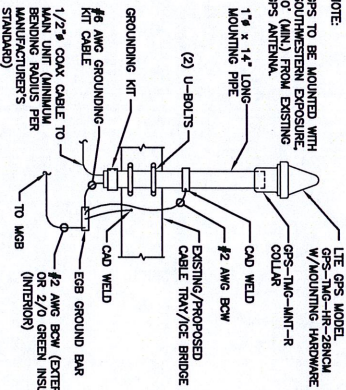 NOTE:
GPS TO BE MOUNTED WITH
SOUTHWESTERN EXPOSURE,
10' (MIN.) FROM EXISTING
GPS ANTENNA.
LTE GPS MODEL
GPS-TMG-HR-26NCM
W/MOUNTING HARDWARE
GPS-TMG-MNT-R
COLLAR
1"ø x 14" LONG
MOUNTING PIPE
CAD WELD
#2 AWG BCW
(2) U-BOLTS
EXISTING/PROPOSED
CABLE TRAY/ICE BRIDGE
GROUNDING KIT
CAD WELD
#6 AWG GROUNDING
KIT CABLE
EGB GROUND BAR
1/2"ø COAX CABLE TO
MAIN UNIT (MINIMUM
BENDING RADIUS PER
MANUFACTURER'S
STANDARD)
#2 AWG BCW (EXTE
OR 2/0 GREEN INSU
(INTERIOR)
TO MGB